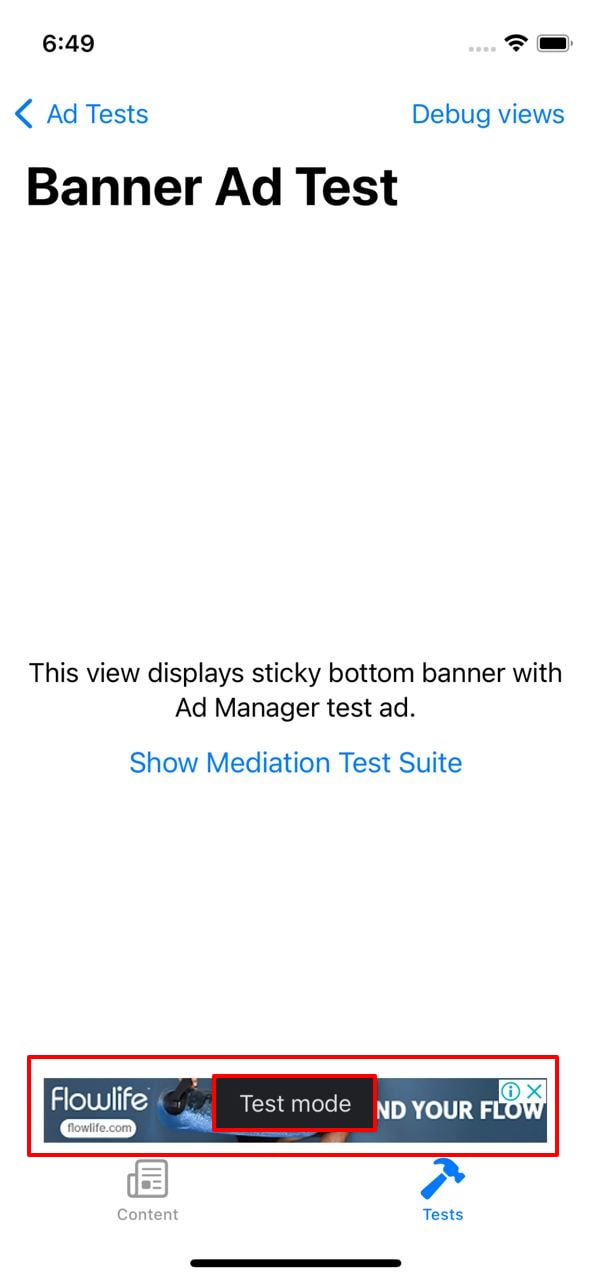 6:49
Ad Tests
Debug views
Banner Ad Test
This view displays sticky bottom banner with
Ad Manager test ad.
Show Mediation Test Suite
Flowlife
flowlife.com
Test mode
ND YOUR FLOW
Content
Tests